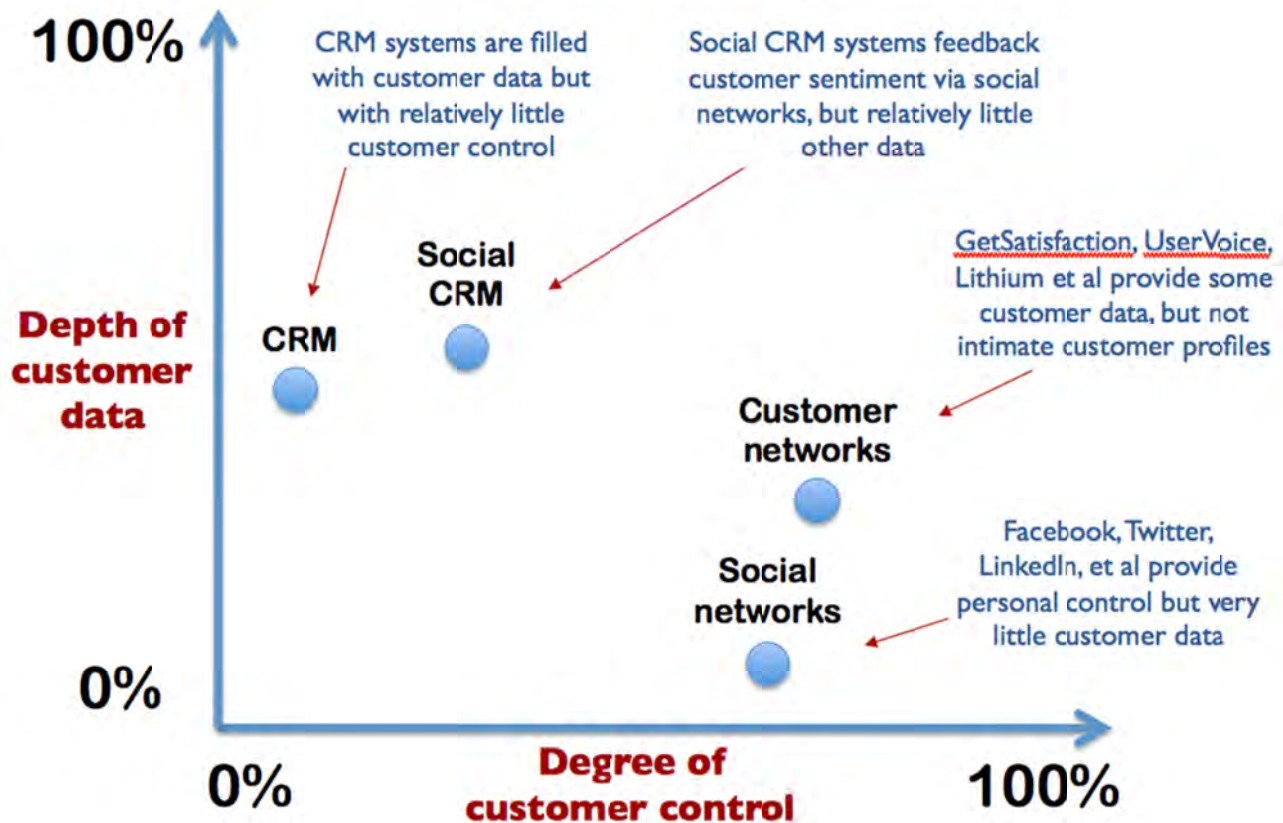 100%
CRM systems are filled
with customer data but
with relatively little
customer control
Social CRM systems feedback
customer sentiment via social
networks, but relatively little
other data
GetSatisfaction, UserVoice,
Lithium et al provide some
customer data, but not
intimate customer profiles
Social
CRM
CRM
Depth of
customer
data
Customer
networks
Facebook, Twitter,
LinkedIn, et al provide
personal control but very
little customer data
Social
networks
0%
0%
Degree of
customer control
100%